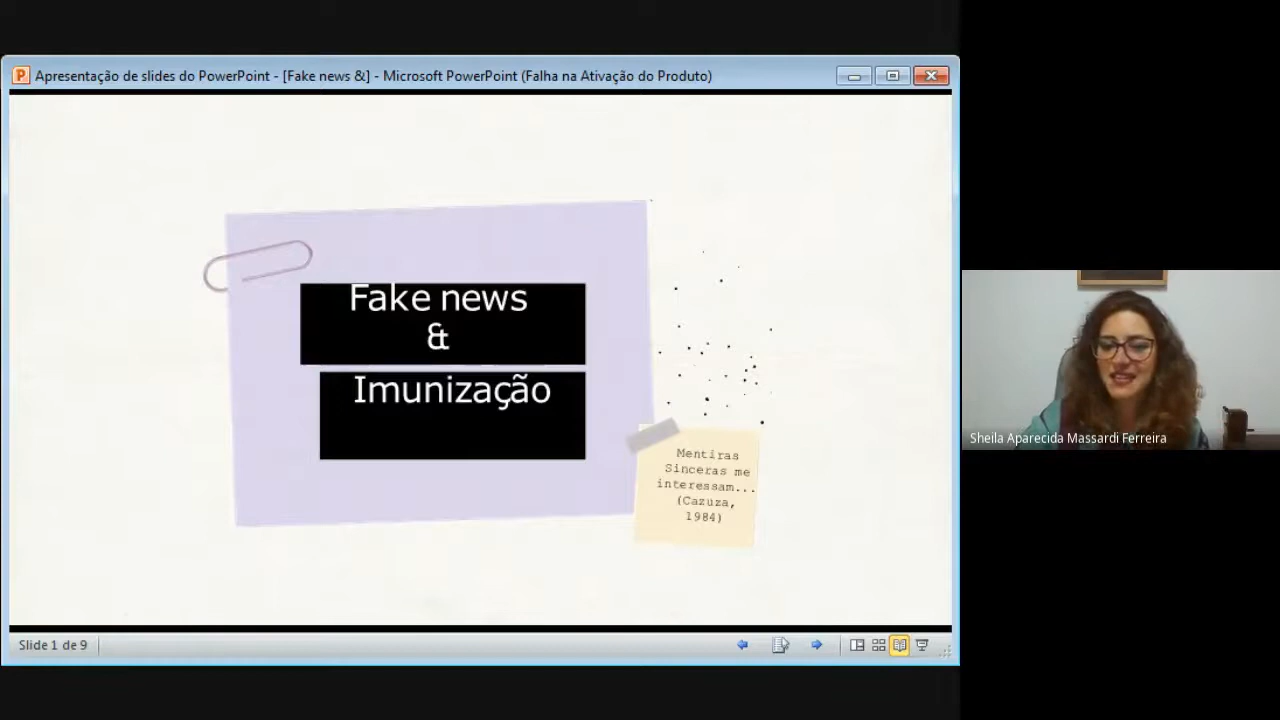 Apresentação de slides do PowerPoint - [Fake news &] - Microsoft PowerPoint (Falha na Ativação do Produto)
Fake news
&
Imunização
Mentiras
Sinceras me
interessam...
(Cazuza,
1984)
Sheila Aparecida Massardi Ferreira
Slide 1 de 9